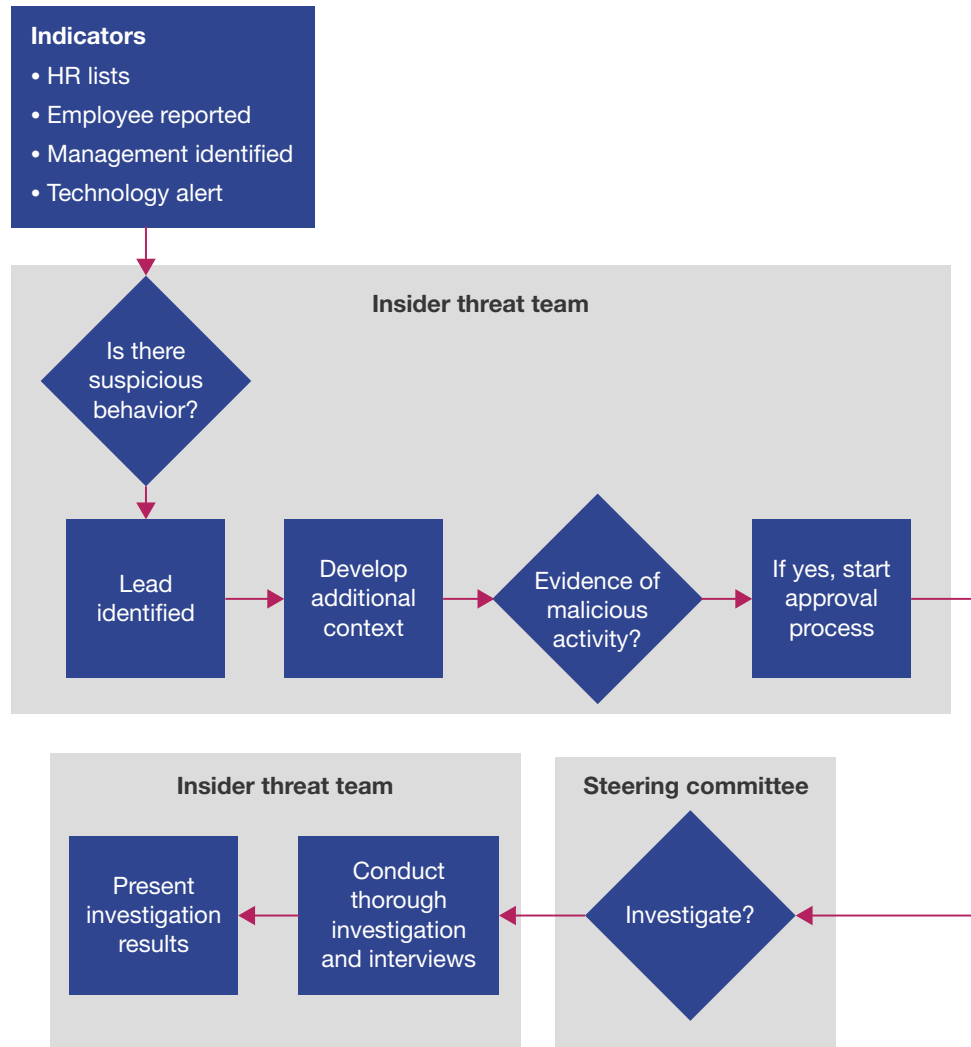 Indicators
• HR lists
• Employee reported
• Management identified
• Technology alert
Insider threat team
Is there
suspicious
behavior?
Lead
identified
Develop
additional
context
Evidence of
malicious
activity?
If yes, start
approval
process
Insider threat team
Present
investigation
results
Conduct
thorough
investigation
and interviews
Steering committee
Investigate?